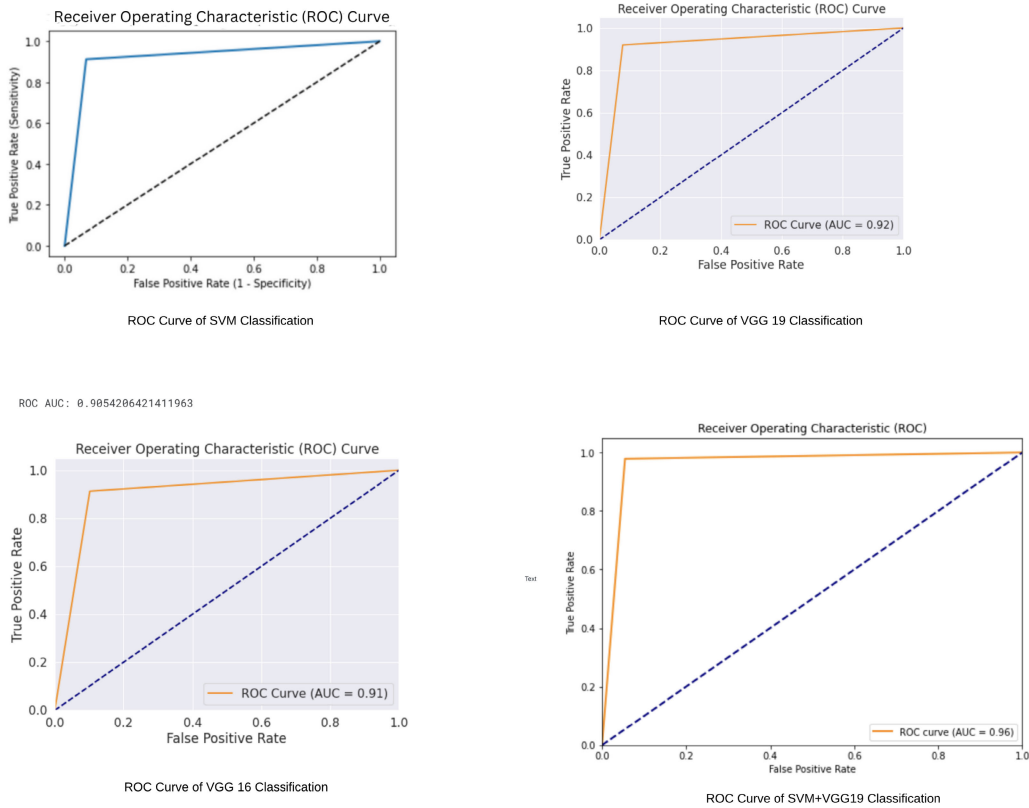 Receiver Operating Characteristic (ROC) Curve
True Positive Rate (Sensitivity)
1.0
0.8
0.6
0.4
0.2
0.0
0.0 0.2 0.4 0.6 0.8 1.0
False Positive Rate (1 - Specificity)
ROC Curve of SVM Classification
Receiver Operating Characteristic (ROC) Curve
True Positive Rate
1.0
0.8
0.6
0.4
0.2
0.0
ROC Curve (AUC = 0.92)
0.0 0.2 0.4 0.6 0.8 1.0
False Positive Rate
ROC Curve of VGG 19 Classification
ROC AUC: 0.9054206421411963
Receiver Operating Characteristic (ROC) Curve
True Positive Rate
1.0
0.8
0.6
0.4
0.2
0.0
ROC Curve (AUC = 0.91)
0.0 0.2 0.4 0.6 0.8 1.0
False Positive Rate
ROC Curve of VGG 16 Classification
Text
Receiver Operating Characteristic (ROC)
True Positive Rate
1.0
0.8
0.6
0.4
0.2
0.0
ROC curve (AUC = 0.96)
0.0 0.2 0.4 0.6 0.8 1.0
False Positive Rate
ROC Curve of SVM+VGG19 Classification